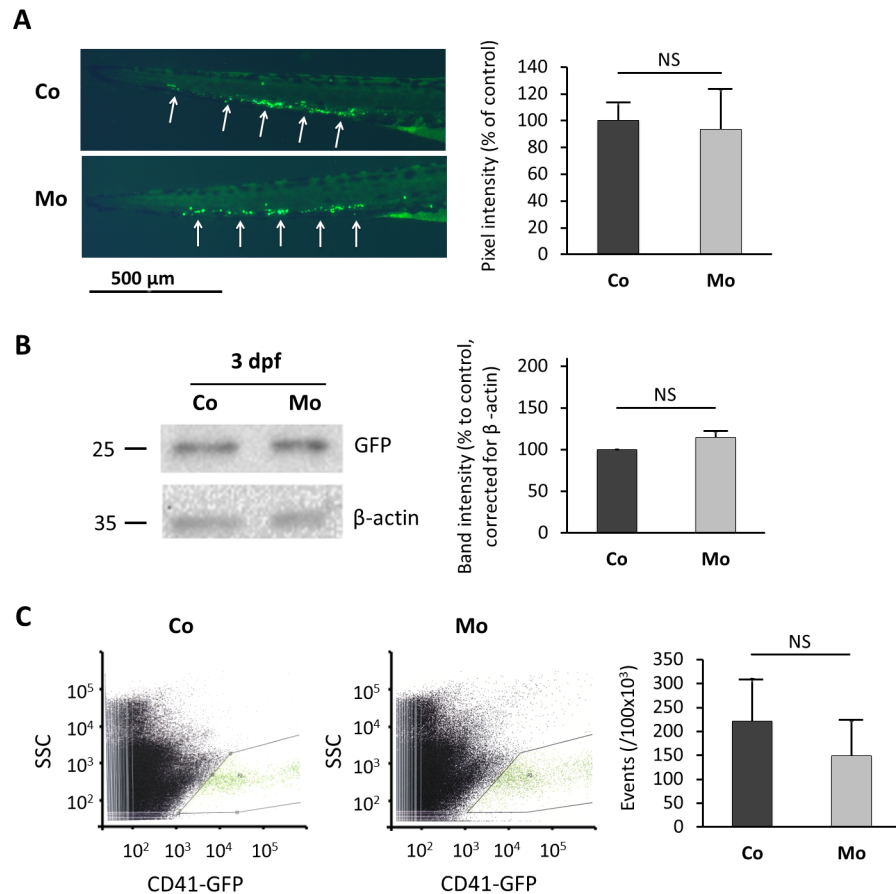 A
Co
Mo
500 µm
Pixel intensity (% of control)
140
120
100
80
60
40
20
0
NS
Co Mo
B
3 dpf
Co Mo
25
GFP
35
β-actin
Band intensity (% to control,
corrected for β -actin)
200
150
100
50
0
NS
Co Mo
C
Co
SSC
10⁵
10⁴
10³
10²
10² 10³ 10⁴ 10⁵
CD41-GFP
Mo
SSC
10⁵
10⁴
10³
10²
10² 10³ 10⁴ 10⁵
CD41-GFP
Events (/100x10³)
350
300
250
200
150
100
50
0
NS
Co Mo